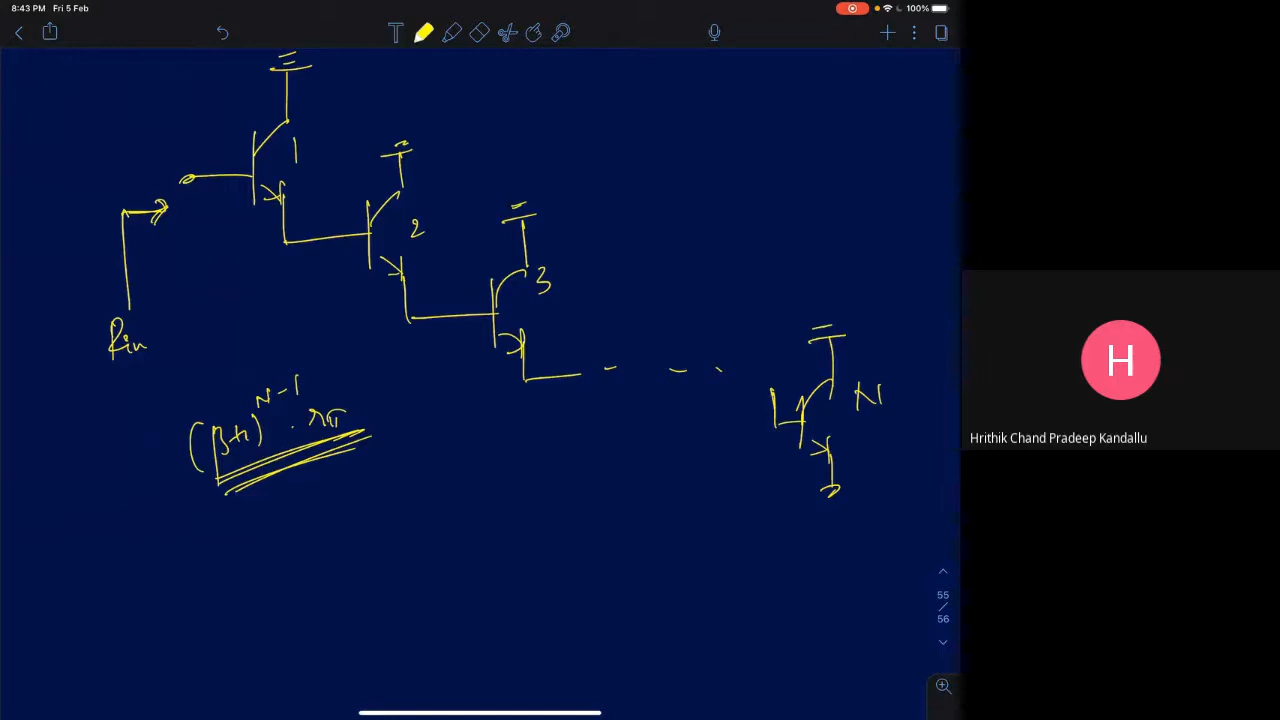 8:43 PM Fri 5 Feb
100%
1
2
3
N
Rin
(β+1)^N-1 . rπ
H
Hrithik Chand Pradeep Kandallu
55
/
56